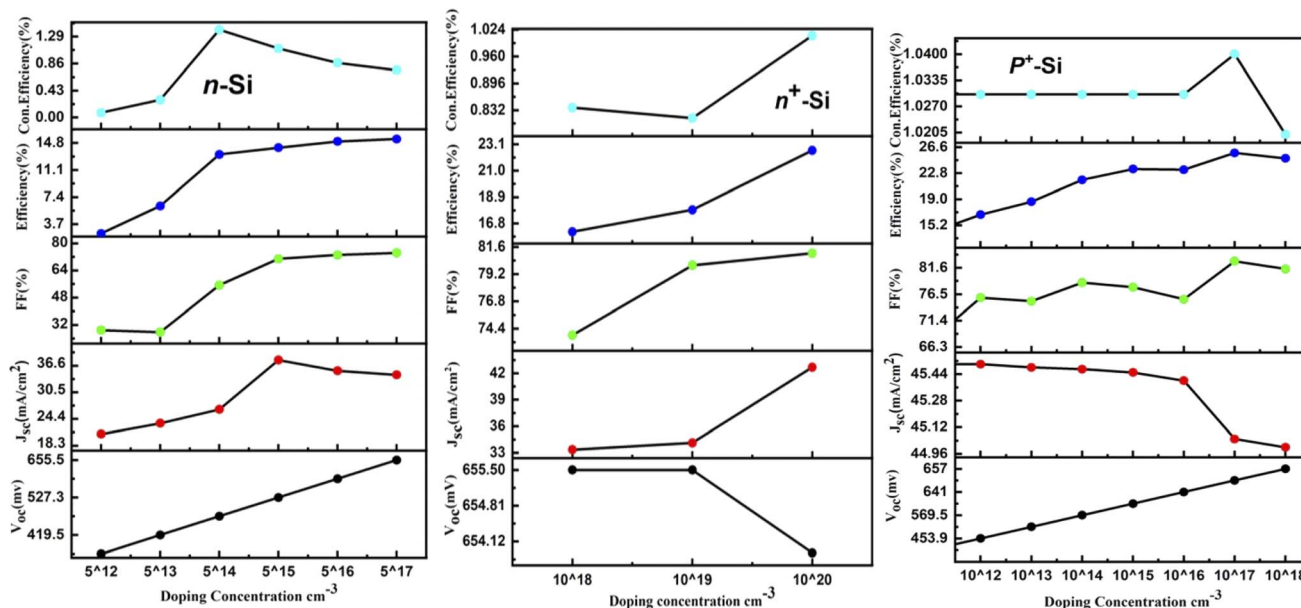 n-Si
Con.Efficiency(%)
1.29
0.86
0.43
0.00
Efficiency(%)
14.8
11.1
7.4
3.7
FF(%)
80
64
48
32
Jsc(mA/cm²)
36.6
30.5
24.4
18.3
Voc(mv)
655.5
527.3
419.5
5^12 5^13 5^14 5^15 5^16 5^17
Doping Concentration cm-3
n+-Si
Con.Efficiency(%)
1.024
0.960
0.896
0.832
Efficiency(%)
23.1
21.0
18.9
16.8
FF(%)
81.6
79.2
76.8
74.4
Jsc(mA/cm²)
42
39
36
33
Voc(mv)
655.50
654.81
654.12
10^18 10^19 10^20
Doping concentration cm-3
P+-Si
Con.Efficiency(%)
1.0400
1.0335
1.0270
1.0205
Efficiency(%)
26.6
22.8
19.0
15.2
FF(%)
81.6
76.5
71.4
66.3
Jsc(mA/cm²)
45.44
45.28
45.12
44.96
Voc(mv)
657
641
569.5
453.9
10^12 10^13 10^14 10^15 10^16 10^17 10^18
Doping Concentration cm-3